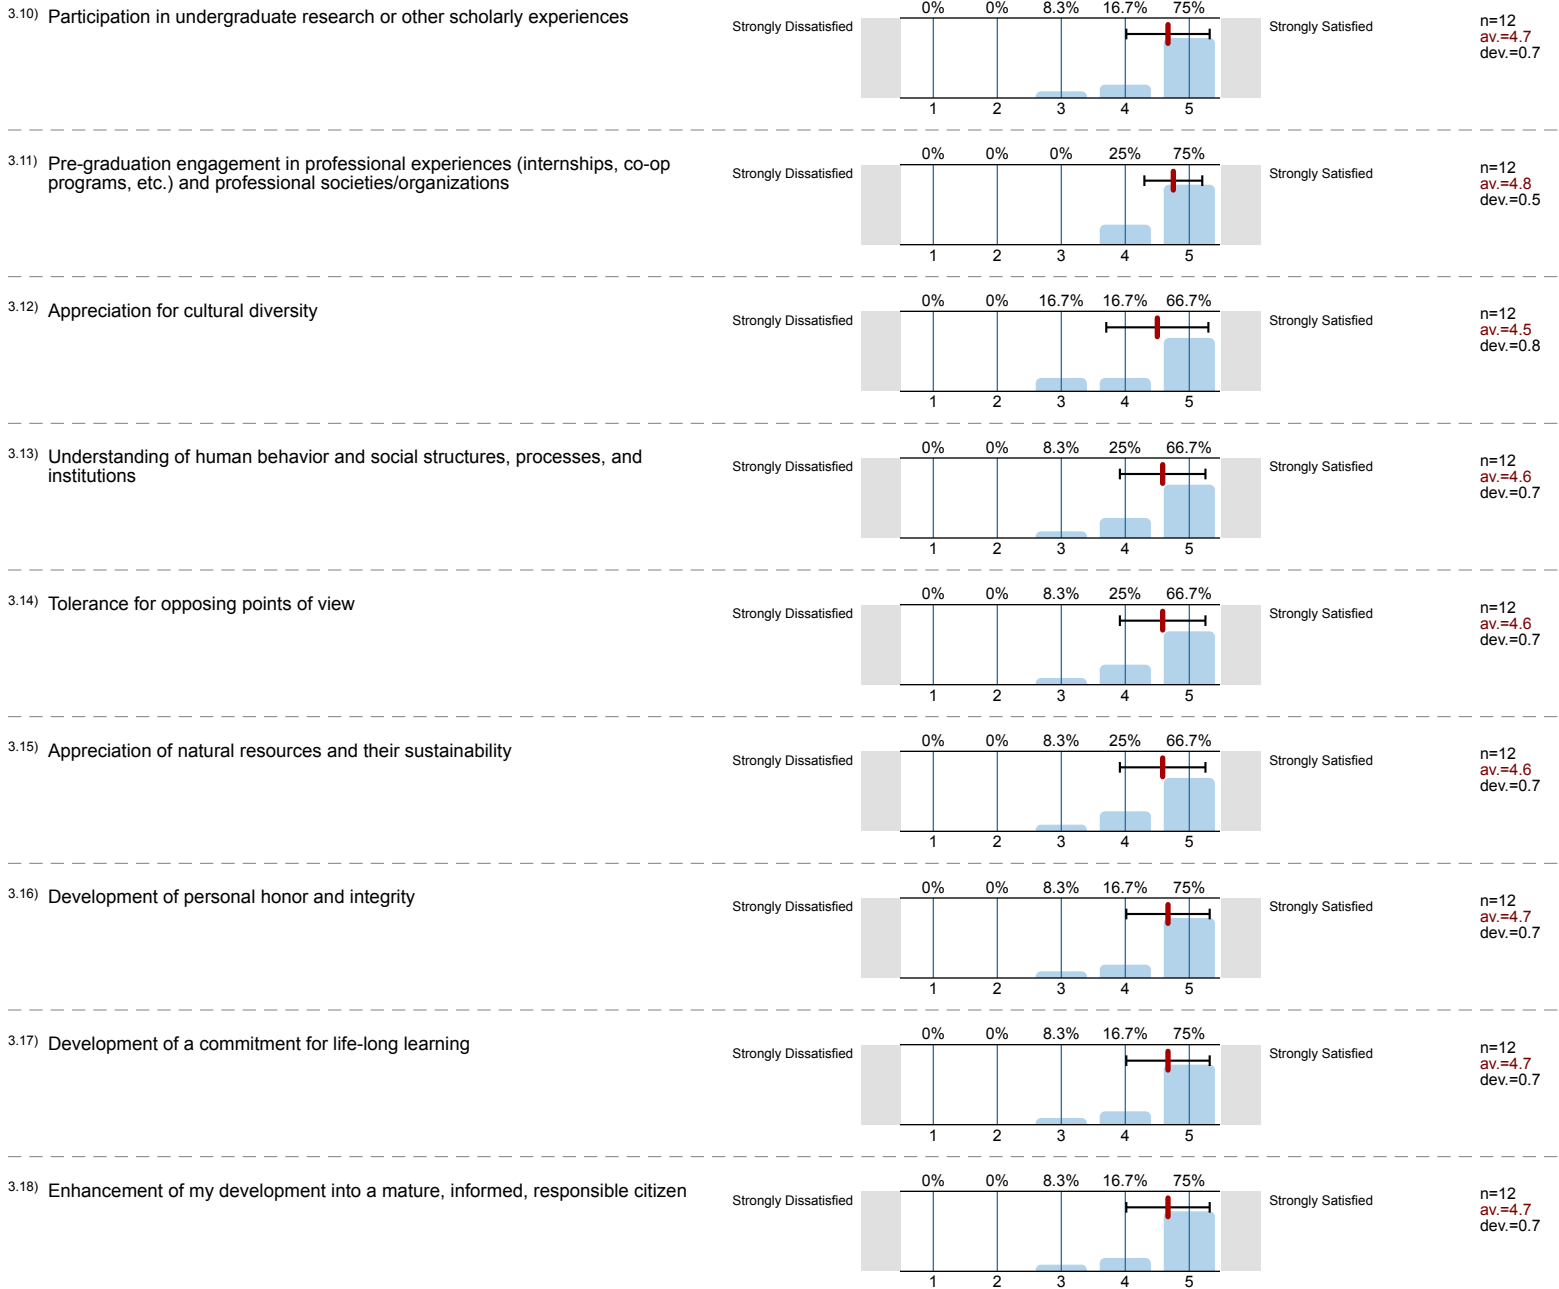 3.10) Participation in undergraduate research or other scholarly experiences
0% 0% 8.3% 16.7% 75%
Strongly Dissatisfied Strongly Satisfied
n=12
av.=4.7
dev.=0.7
1 2 3 4 5
3.11) Pre-graduation engagement in professional experiences (internships, co-op
programs, etc.) and professional societies/organizations
0% 0% 0% 25% 75%
Strongly Dissatisfied Strongly Satisfied
n=12
av.=4.8
dev.=0.5
1 2 3 4 5
3.12) Appreciation for cultural diversity
0% 0% 16.7% 16.7% 66.7%
Strongly Dissatisfied Strongly Satisfied
n=12
av.=4.5
dev.=0.8
1 2 3 4 5
3.13) Understanding of human behavior and social structures, processes, and
institutions
0% 0% 8.3% 25% 66.7%
Strongly Dissatisfied Strongly Satisfied
n=12
av.=4.6
dev.=0.7
1 2 3 4 5
3.14) Tolerance for opposing points of view
0% 0% 8.3% 25% 66.7%
Strongly Dissatisfied Strongly Satisfied
n=12
av.=4.6
dev.=0.7
1 2 3 4 5
3.15) Appreciation of natural resources and their sustainability
0% 0% 8.3% 25% 66.7%
Strongly Dissatisfied Strongly Satisfied
n=12
av.=4.6
dev.=0.7
1 2 3 4 5
3.16) Development of personal honor and integrity
0% 0% 8.3% 16.7% 75%
Strongly Dissatisfied Strongly Satisfied
n=12
av.=4.7
dev.=0.7
1 2 3 4 5
3.17) Development of a commitment for life-long learning
0% 0% 8.3% 16.7% 75%
Strongly Dissatisfied Strongly Satisfied
n=12
av.=4.7
dev.=0.7
1 2 3 4 5
3.18) Enhancement of my development into a mature, informed, responsible citizen
0% 0% 8.3% 16.7% 75%
Strongly Dissatisfied Strongly Satisfied
n=12
av.=4.7
dev.=0.7
1 2 3 4 5